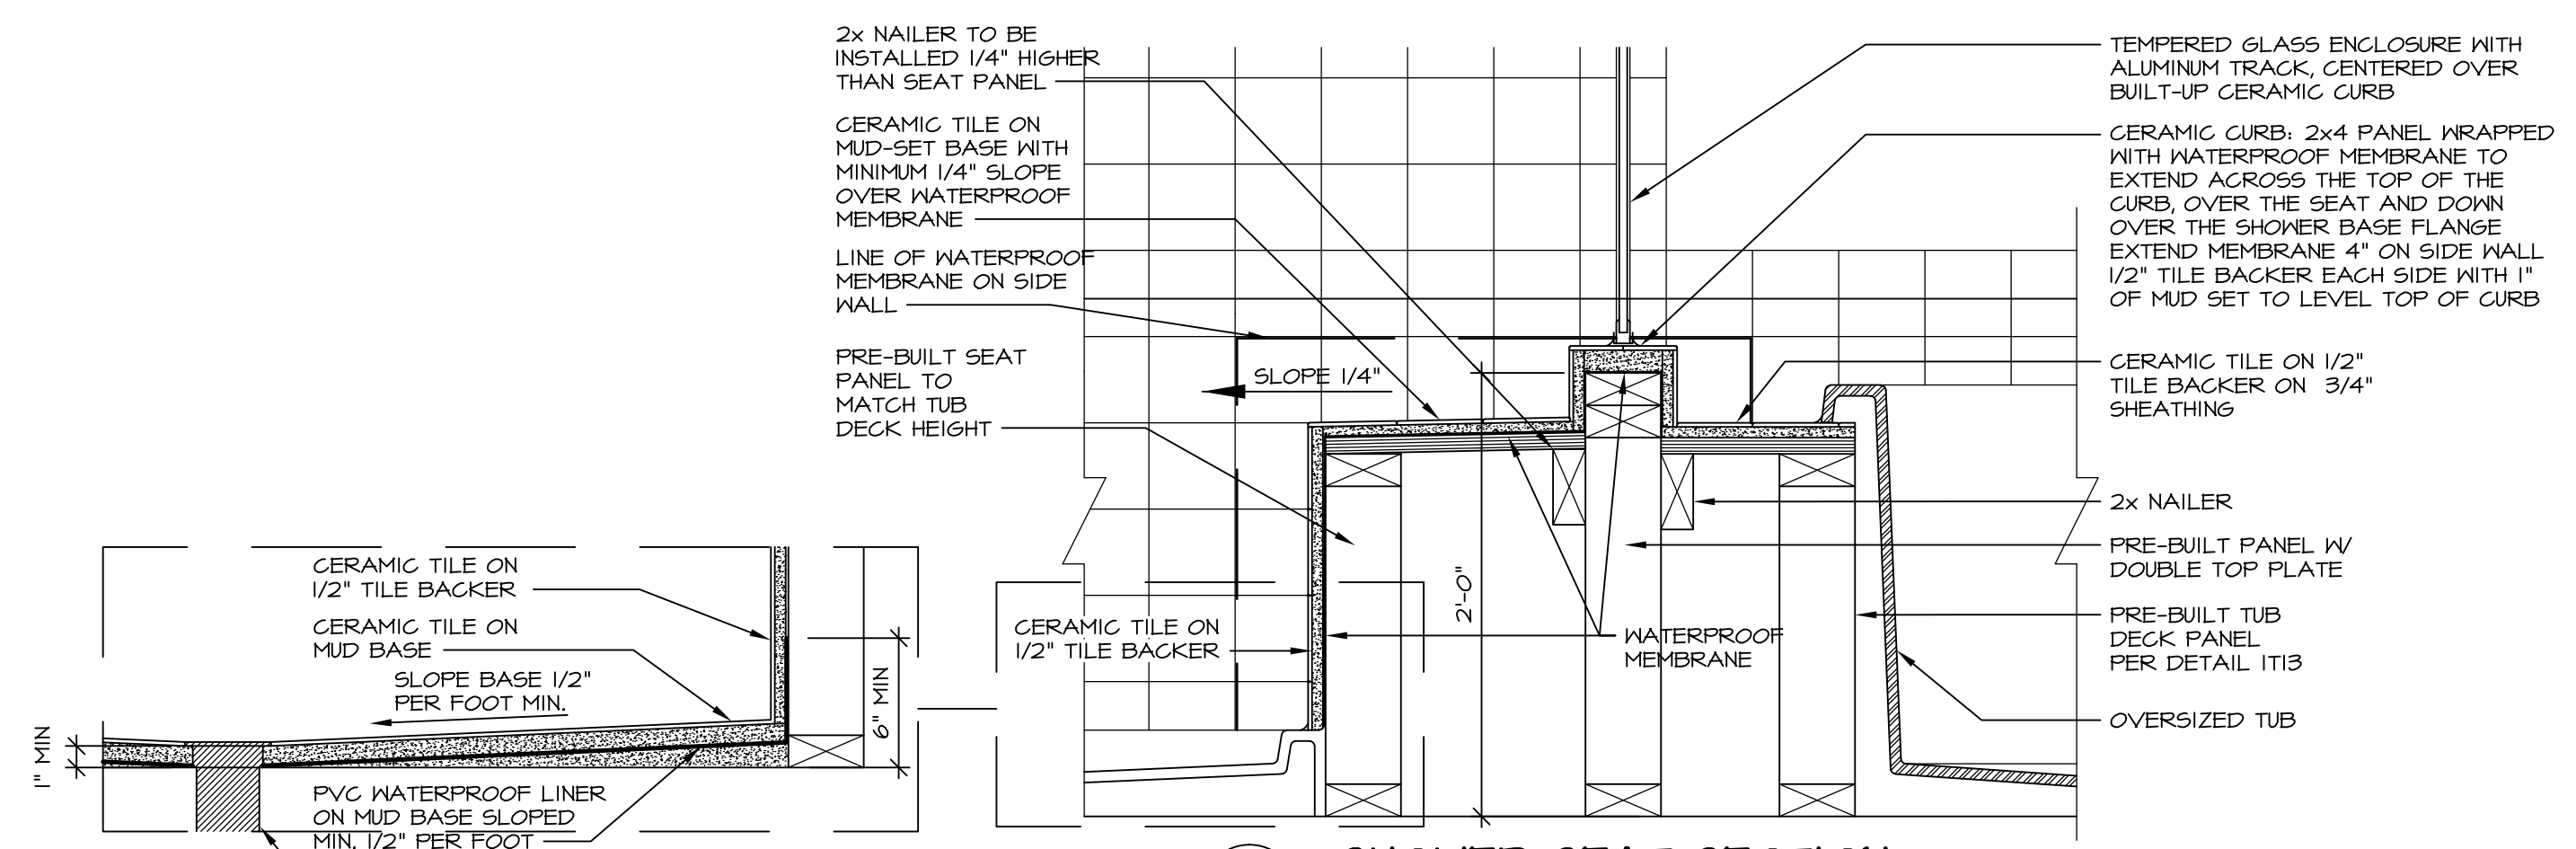 2x NAILER TO BE
INSTALLED 1/4" HIGHER
THAN SEAT PANEL
CERAMIC TILE ON
MUD-SET BASE WITH
MINIMUM 1/4" SLOPE
OVER WATERPROOF
MEMBRANE
LINE OF WATERPROOF
MEMBRANE ON SIDE
WALL
PRE-BUILT SEAT
PANEL TO
MATCH TUB
DECK HEIGHT
SLOPE 1/4"
2'-0"
CERAMIC TILE ON
1/2" TILE BACKER
WATERPROOF
MEMBRANE
TEMPERED GLASS ENCLOSURE WITH
ALUMINUM TRACK, CENTERED OVER
BUILT-UP CERAMIC CURB
CERAMIC CURB: 2x4 PANEL WRAPPED
WITH WATERPROOF MEMBRANE TO
EXTEND ACROSS THE TOP OF THE
CURB, OVER THE SEAT AND DOWN
OVER THE SHOWER BASE FLANGE
EXTEND MEMBRANE 4" ON SIDE WALL
1/2" TILE BACKER EACH SIDE WITH 1"
OF MUD SET TO LEVEL TOP OF CURB
CERAMIC TILE ON 1/2"
TILE BACKER ON 3/4"
SHEATHING
2x NAILER
PRE-BUILT PANEL W/
DOUBLE TOP PLATE
PRE-BUILT TUB
DECK PANEL
PER DETAIL 1T13
OVERSIZED TUB
CERAMIC TILE ON
1/2" TILE BACKER
CERAMIC TILE ON
MUD BASE
SLOPE BASE 1/2"
PER FOOT MIN.
6" MIN
1" MIN
PVC WATERPROOF LINER
ON MUD BASE SLOPED
MIN. 1/2" PER FOOT